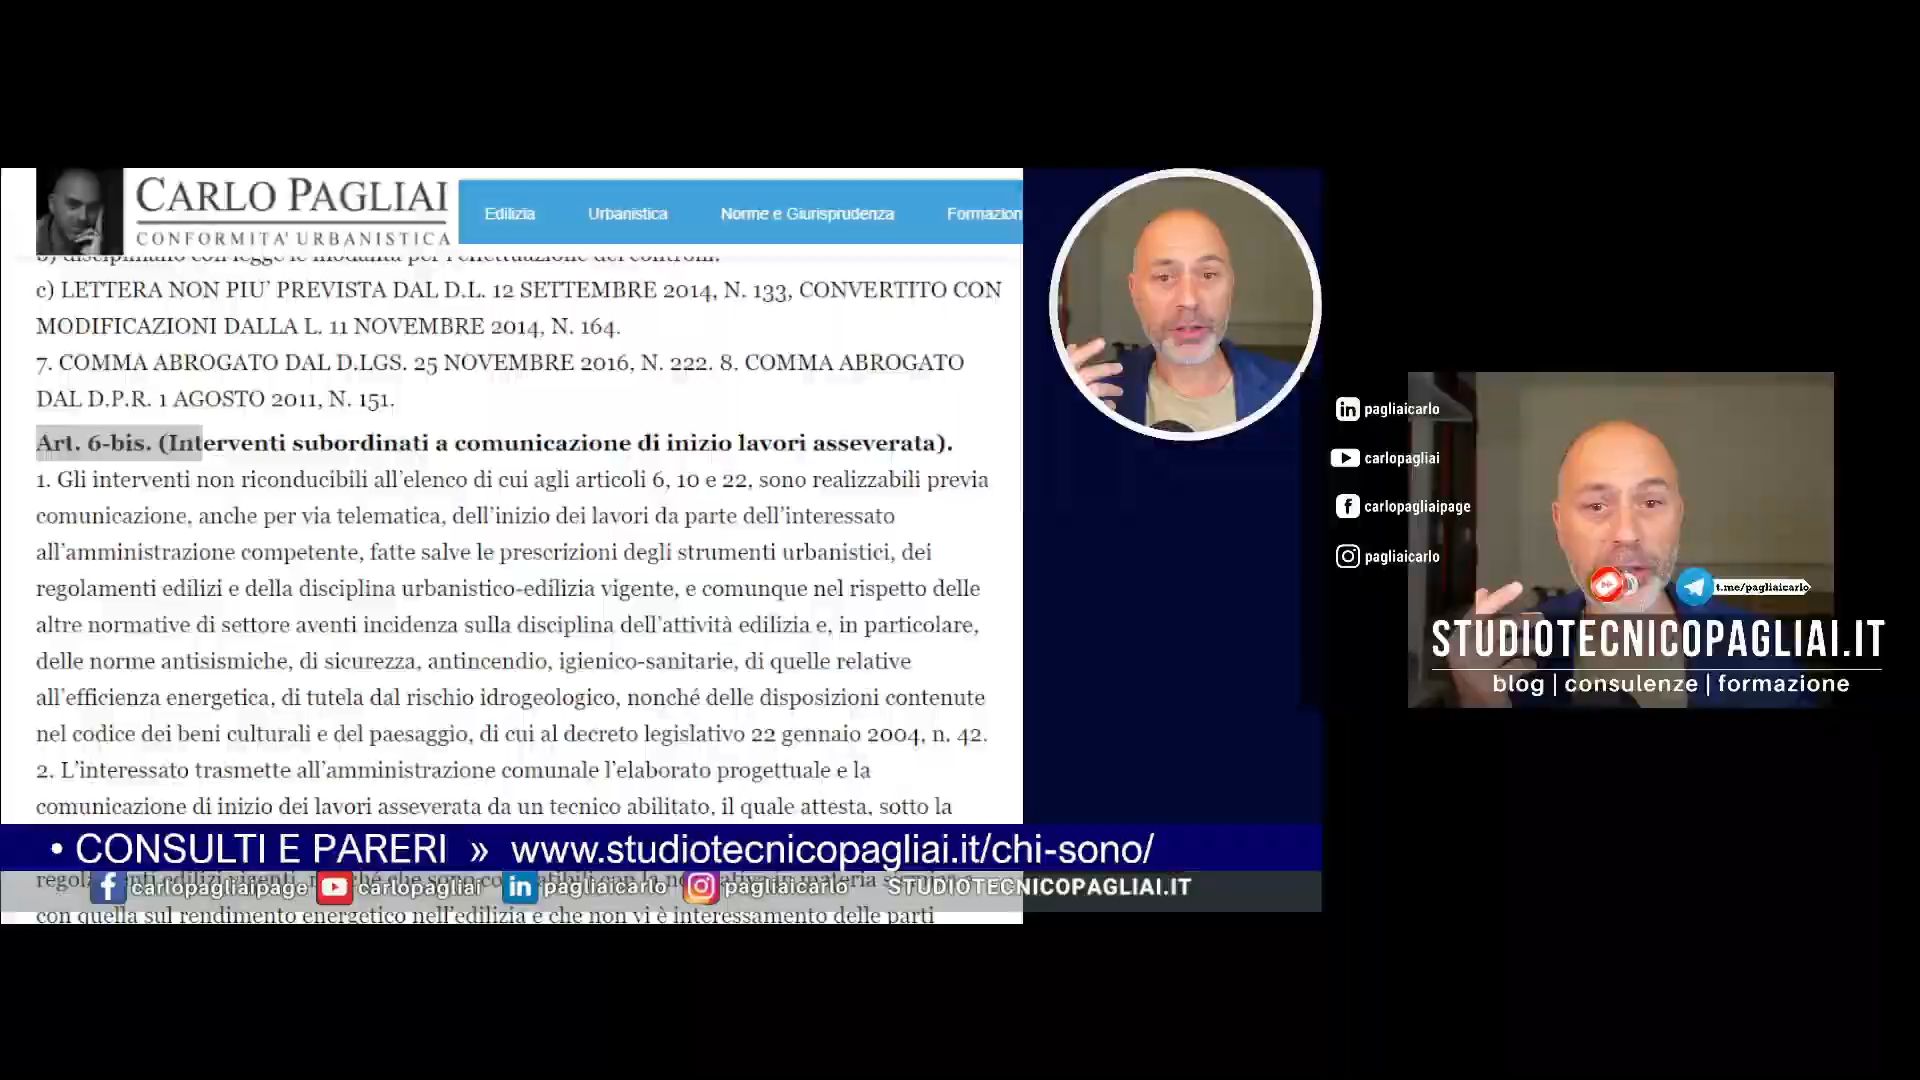 CARLO PAGLIAI
CONFORMITA' URBANISTICA
Edilizia Urbanistica Norme e Giurisprudenza Formazion
b) disciplinano con legge le modalità per l'effettuazione dei controlli.
c) LETTERA NON PIU' PREVISTA DAL D.L. 12 SETTEMBRE 2014, N. 133, CONVERTITO CON
MODIFICAZIONI DALLA L. 11 NOVEMBRE 2014, N. 164.
7. COMMA ABROGATO DAL D.LGS. 25 NOVEMBRE 2016, N. 222. 8. COMMA ABROGATO
DAL D.P.R. 1 AGOSTO 2011, N. 151.
Art. 6-bis. (Interventi subordinati a comunicazione di inizio lavori asseverata).
1. Gli interventi non riconducibili all'elenco di cui agli articoli 6, 10 e 22, sono realizzabili previa
comunicazione, anche per via telematica, dell'inizio dei lavori da parte dell'interessato
all'amministrazione competente, fatte salve le prescrizioni degli strumenti urbanistici, dei
regolamenti edilizi e della disciplina urbanistico-edilizia vigente, e comunque nel rispetto delle
altre normative di settore aventi incidenza sulla disciplina dell'attività edilizia e, in particolare,
delle norme antisismiche, di sicurezza, antincendio, igienico-sanitarie, di quelle relative
all'efficienza energetica, di tutela dal rischio idrogeologico, nonché delle disposizioni contenute
nel codice dei beni culturali e del paesaggio, di cui al decreto legislativo 22 gennaio 2004, n. 42.
2. L'interessato trasmette all'amministrazione comunale l'elaborato progettuale e la
comunicazione di inizio dei lavori asseverata da un tecnico abilitato, il quale attesta, sotto la
• CONSULTI E PARERI » www.studiotecnicopagliai.it/chi-sono/
carlopagliaipage carlopagliai pagliaicarlo pagliaicarlo STUDIOTECNICOPAGLIAI.IT
con quella sul rendimento energetico nell'edilizia e che non vi è interessamento delle parti
pagliaicarlo
carlopagliai
carlopagliaipage
pagliaicarlo
t.me/pagliaicarlo
STUDIOTECNICOPAGLIAI.IT
blog | consulenze | formazione